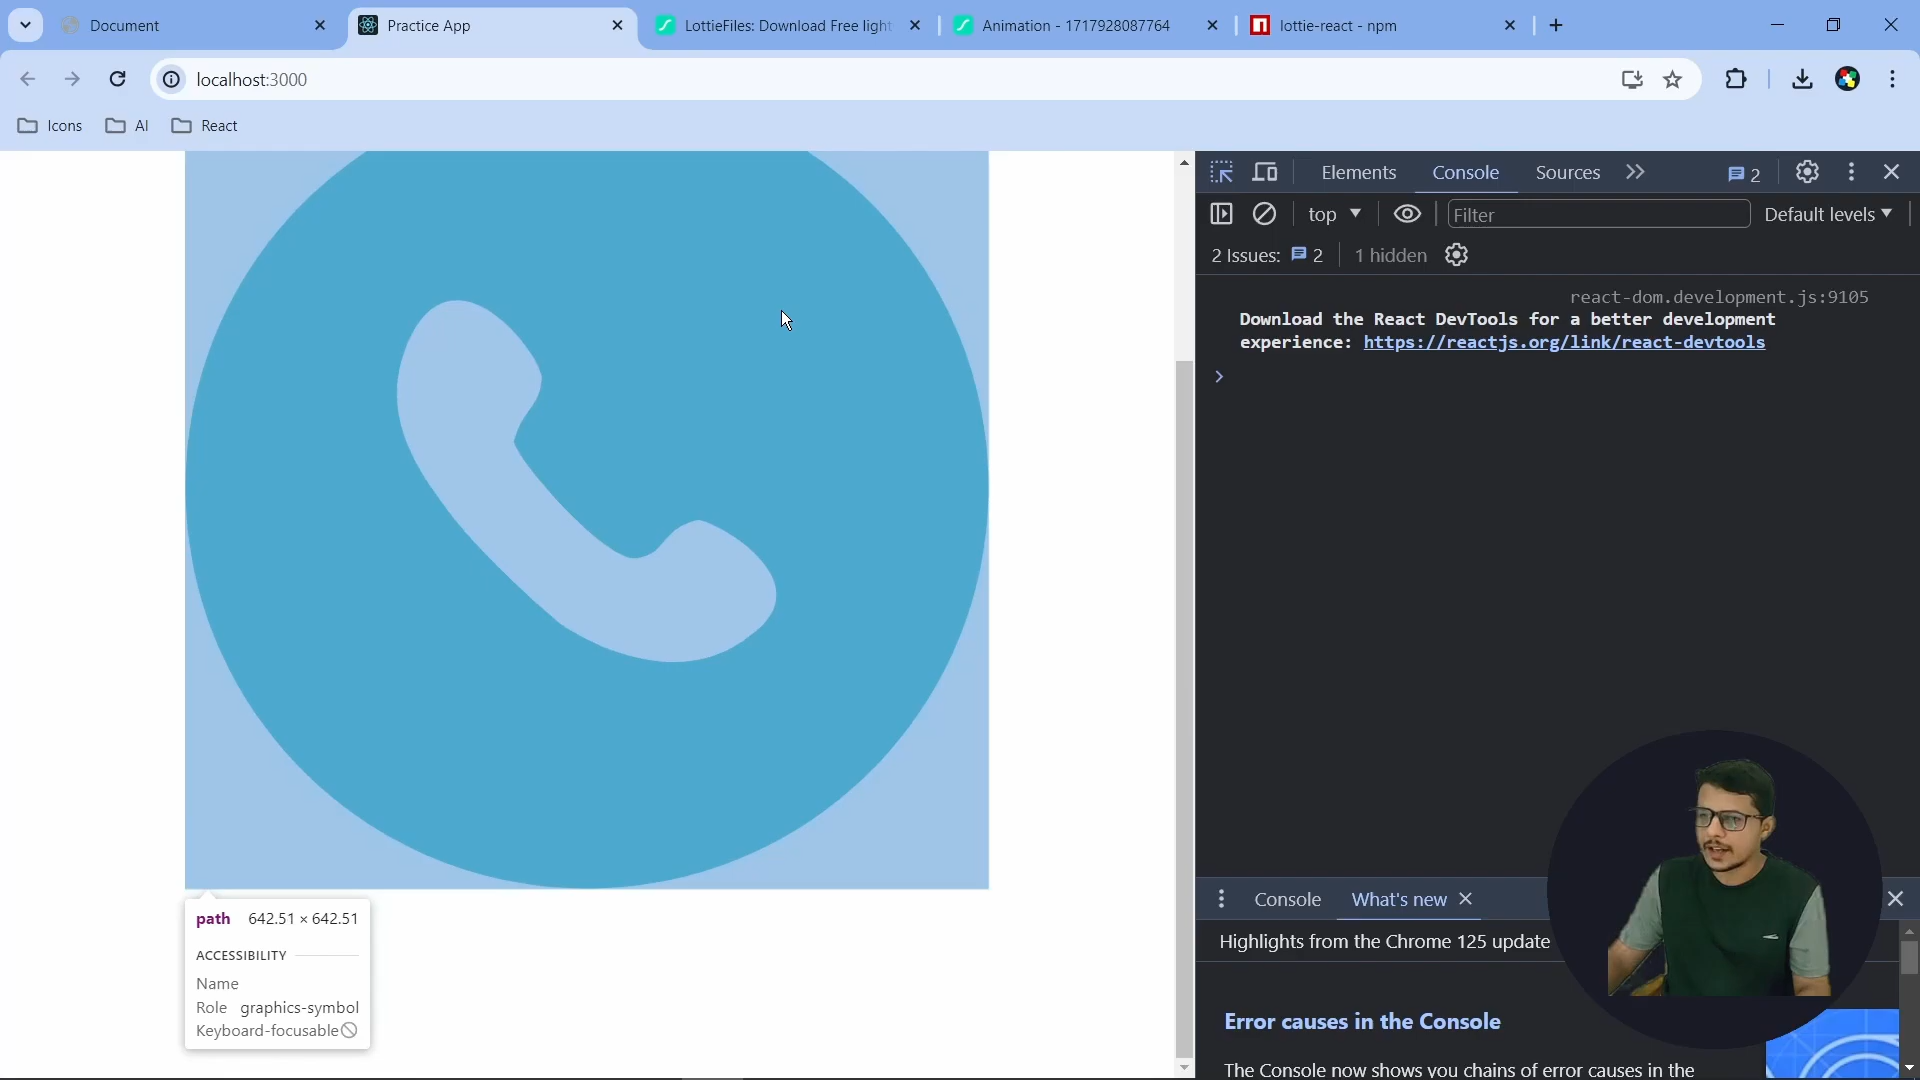 Document
Practice App
LottieFiles: Download Free light
Animation - 1717928087764
lottie-react - npm
localhost:3000
Icons
AI
React
Elements
Console
Sources
2
top
Filter
Default levels
2 Issues:
2
1 hidden
react-dom.development.js:9105
Download the React DevTools for a better development
experience: https://reactjs.org/link/react-devtools
path 642.51 × 642.51
ACCESSIBILITY
Name
Role graphics-symbol
Keyboard-focusable
Console
What's new
Highlights from the Chrome 125 update
Error causes in the Console
The Console now shows you chains of error causes in the